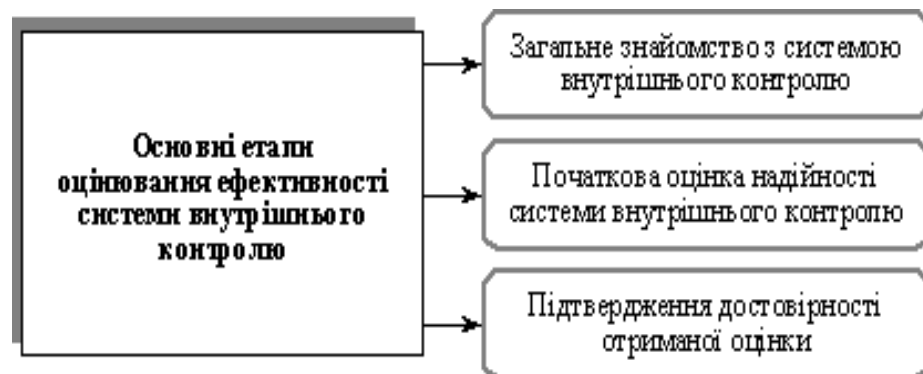 Основні етапи
оцінювання ефективності
системи внутрішнього
контролю
Загальне знайомство з системою
внутрішнього контролю
Початкова оцінка надійності
системи внутрішнього контролю
Підтвердження достовірності
отриманої оцінки